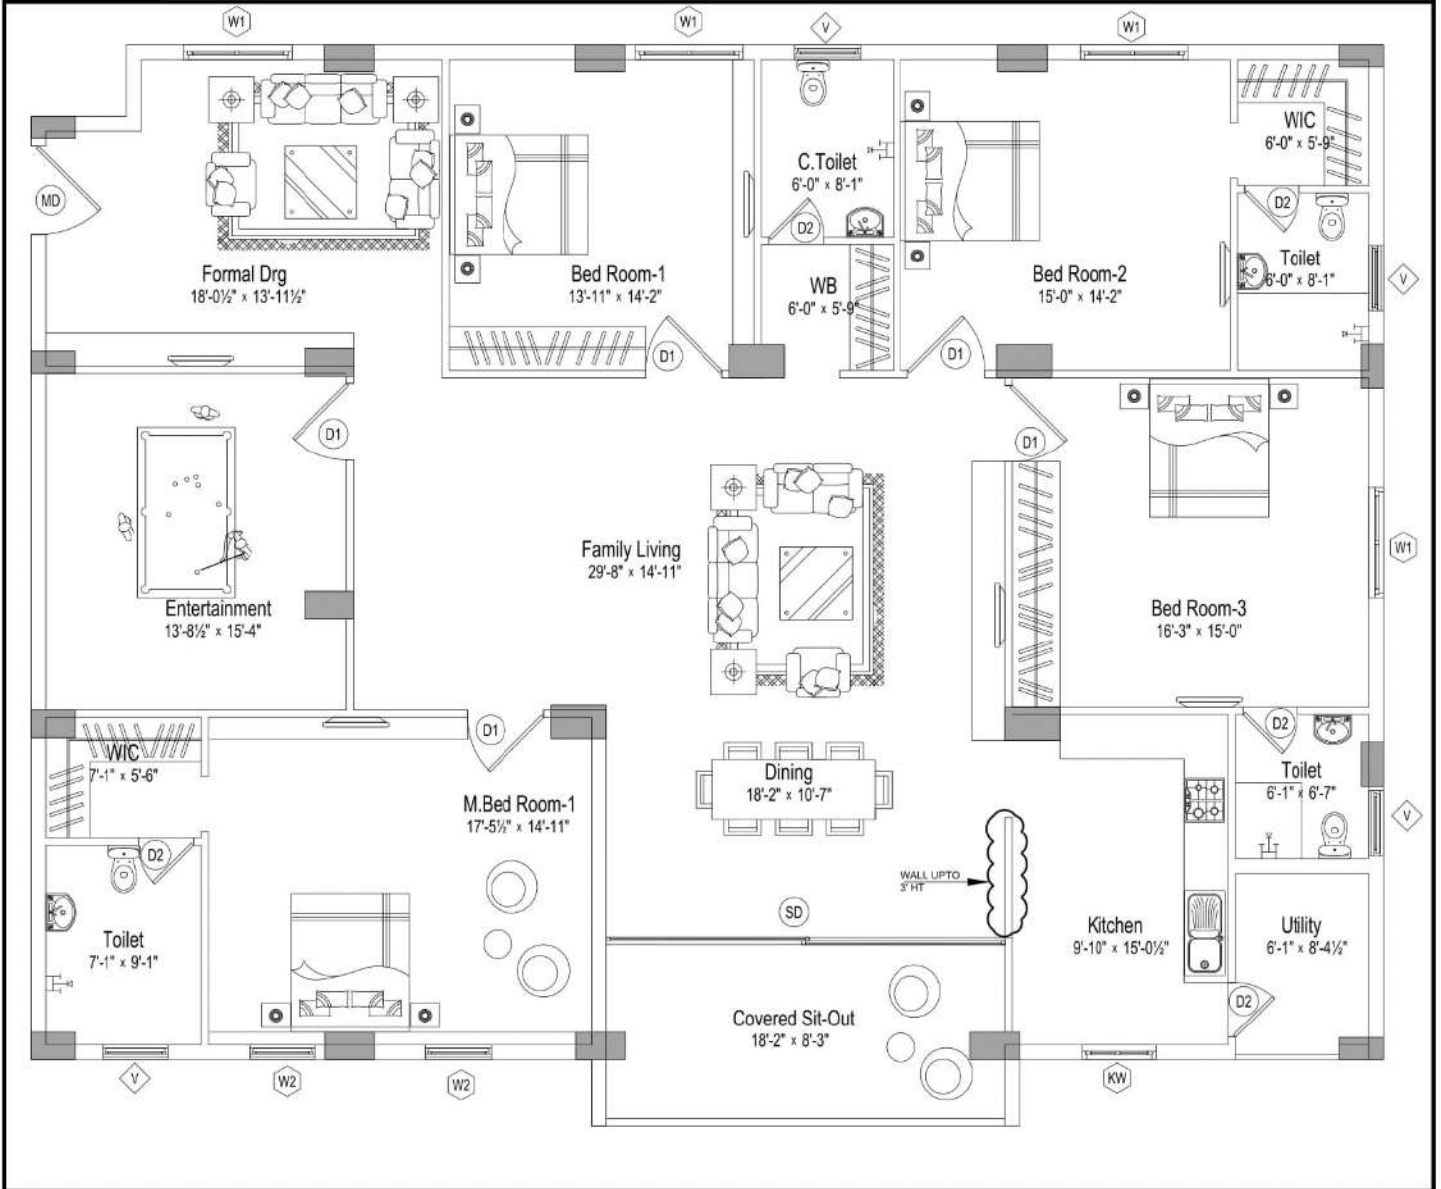 W1
W1
V
W1
MD
Formal Drg
18'-0½" x 13'-11½"
Bed Room-1
13'-11" x 14'-2"
D1
C.Toilet
6'-0" x 8'-1"
D2
WB
6'-0" x 5'-9"
Bed Room-2
15'-0" x 14'-2"
D1
WIC
6'-0" x 5'-9"
D2
Toilet
6'-0" x 8'-1"
V
D1
D1
Entertainment
13'-8½" x 15'-4"
Family Living
29'-8" x 14'-11"
Bed Room-3
16'-3" x 15'-0"
W1
WIC
7'-1" x 5'-6"
D1
M.Bed Room-1
17'-5½" x 14'-11"
Dining
18'-2" x 10'-7"
D2
Toilet
6'-1" x 6'-7"
V
D2
WALL UPTO
3' HT
SD
Toilet
7'-1" x 9'-1"
Kitchen
9'-10" x 15'-0½"
Utility
6'-1" x 8'-4½"
D2
Covered Sit-Out
18'-2" x 8'-3"
V
W2
W2
KW